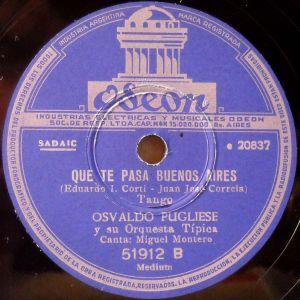 INDUSTRIA ARGENTINA
MARCA REGISTRADA
Odeon
INDUSTRIAS ELECTRICAS Y MUSICALES ODEON
SOC. DE RESP. LTDA. CAP. M$N 15.000.000 Bs. AIRES
SADAIC
e 20837
QUE TE PASA BUENOS AIRES
(Eduardo I. Corti - Juan José Correia)
Tango
OSVALDO PUGLIESE
y su Orquesta Típica
Canta: Miguel Montero
51912 B
Medium